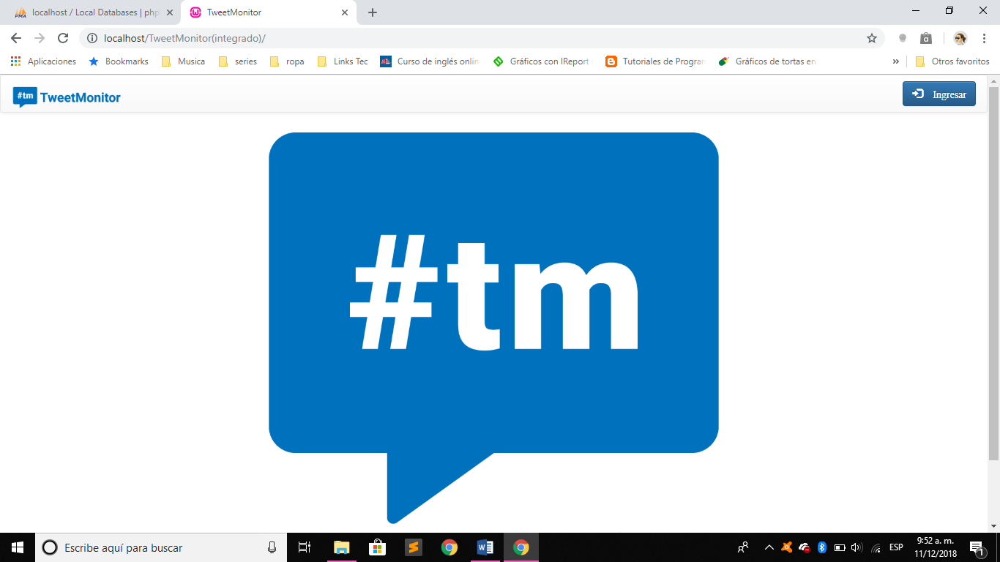 localhost / Local Databases | php
TweetMonitor
localhost/TweetMonitor(integrado)/
Aplicaciones
Bookmarks
Musica
series
ropa
Links Tec
Curso de inglés onlin
Gráficos con IReport
Tutoriales de Program
Gráficos de tortas en
»
Otros favoritos
#tm TweetMonitor
Ingresar
#tm
Escribe aquí para buscar
ESP
9:52 a. m.
11/12/2018
1